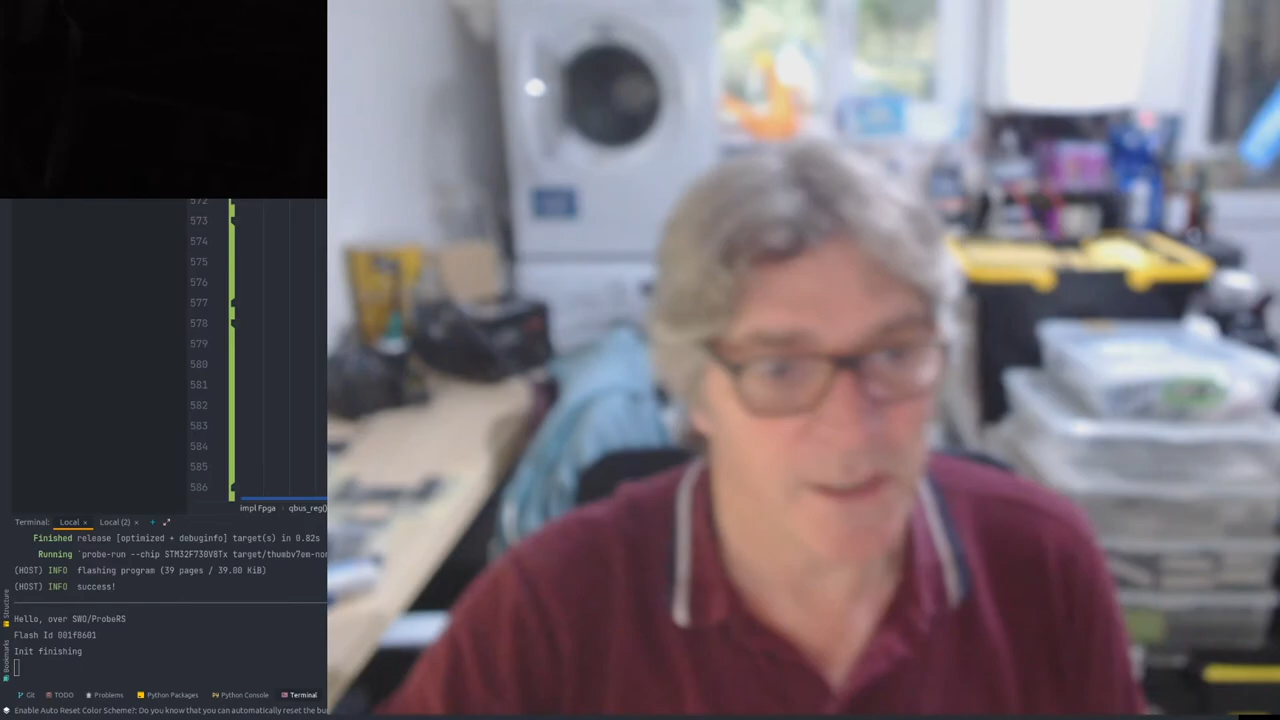 572
573
574
575
576
577
578
579
580
581
582
583
584
585
586
impl Fpga qbus_reg()
Terminal: Local × Local (2) × +
Finished release [optimized + debuginfo] target(s) in 0.82s
Running `probe-run --chip STM32F730V8Tx target/thumbv7em-non
(HOST) INFO flashing program (39 pages / 39.00 KiB)
(HOST) INFO success!
Hello, over SWO/ProbeRS
Flash Id 001f8601
Init finishing
Structure
Bookmarks
Git TODO Problems Python Packages Python Console Terminal
Enable Auto Reset Color Scheme?: Do you know that you can automatically reset the bu